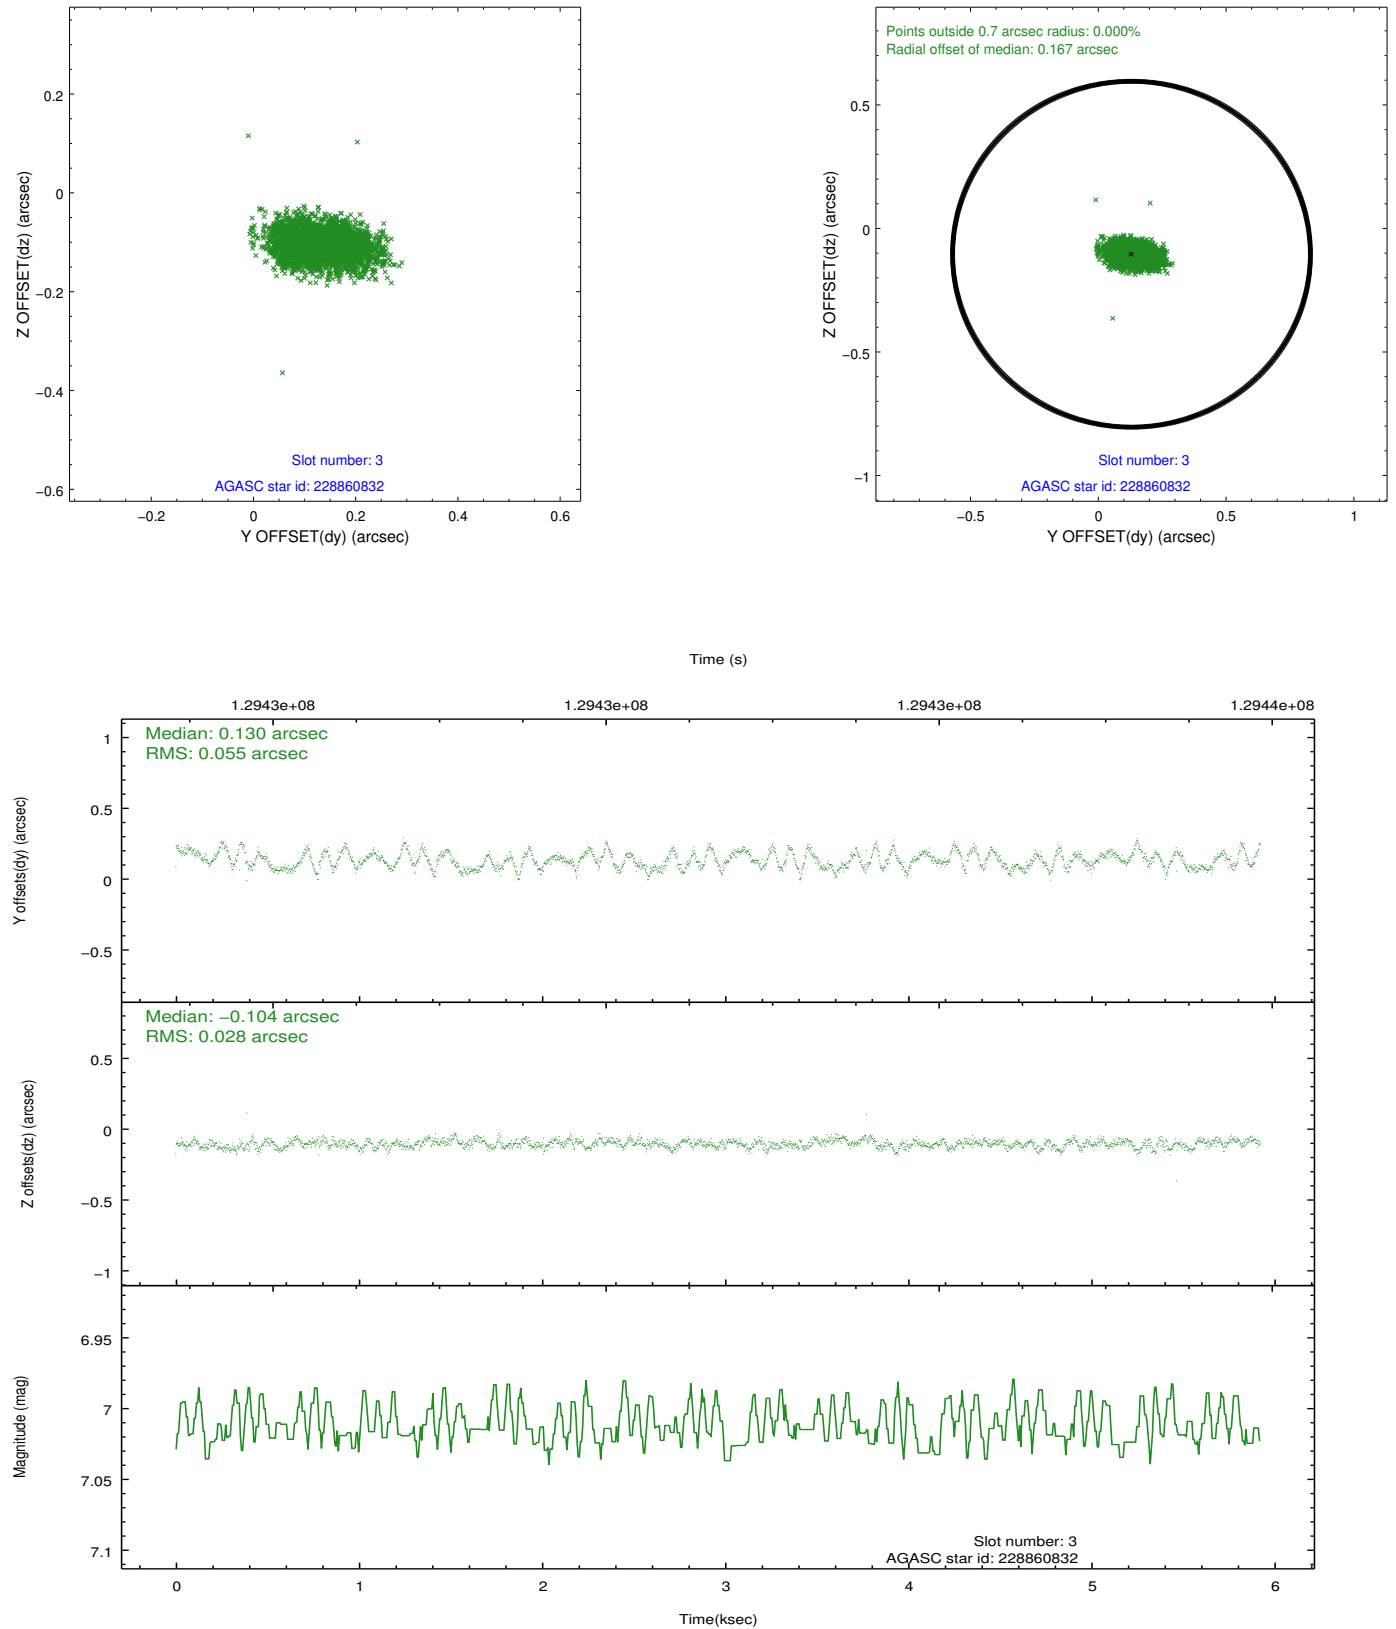 0.2
0
−0.2
−0.4
−0.6
Z OFFSET(dz) (arcsec)
Slot number: 3
AGASC star id: 228860832
−0.2 0 0.2 0.4 0.6
Y OFFSET(dy) (arcsec)
Points outside 0.7 arcsec radius: 0.000%
Radial offset of median: 0.167 arcsec
0.5
0
−0.5
−1
Z OFFSET(dz) (arcsec)
Slot number: 3
AGASC star id: 228860832
−0.5 0 0.5 1
Y OFFSET(dy) (arcsec)
Time (s)
1.2943e+08 1.2943e+08 1.2943e+08 1.2944e+08
Median: 0.130 arcsec
RMS: 0.055 arcsec
1
0.5
0
−0.5
Y offsets(dy) (arcsec)
Median: −0.104 arcsec
RMS: 0.028 arcsec
0.5
0
−0.5
−1
Z offsets(dz) (arcsec)
6.95
7
7.05
7.1
Magnitude (mag)
Slot number: 3
AGASC star id: 228860832
0 1 2 3 4 5 6
Time(ksec)